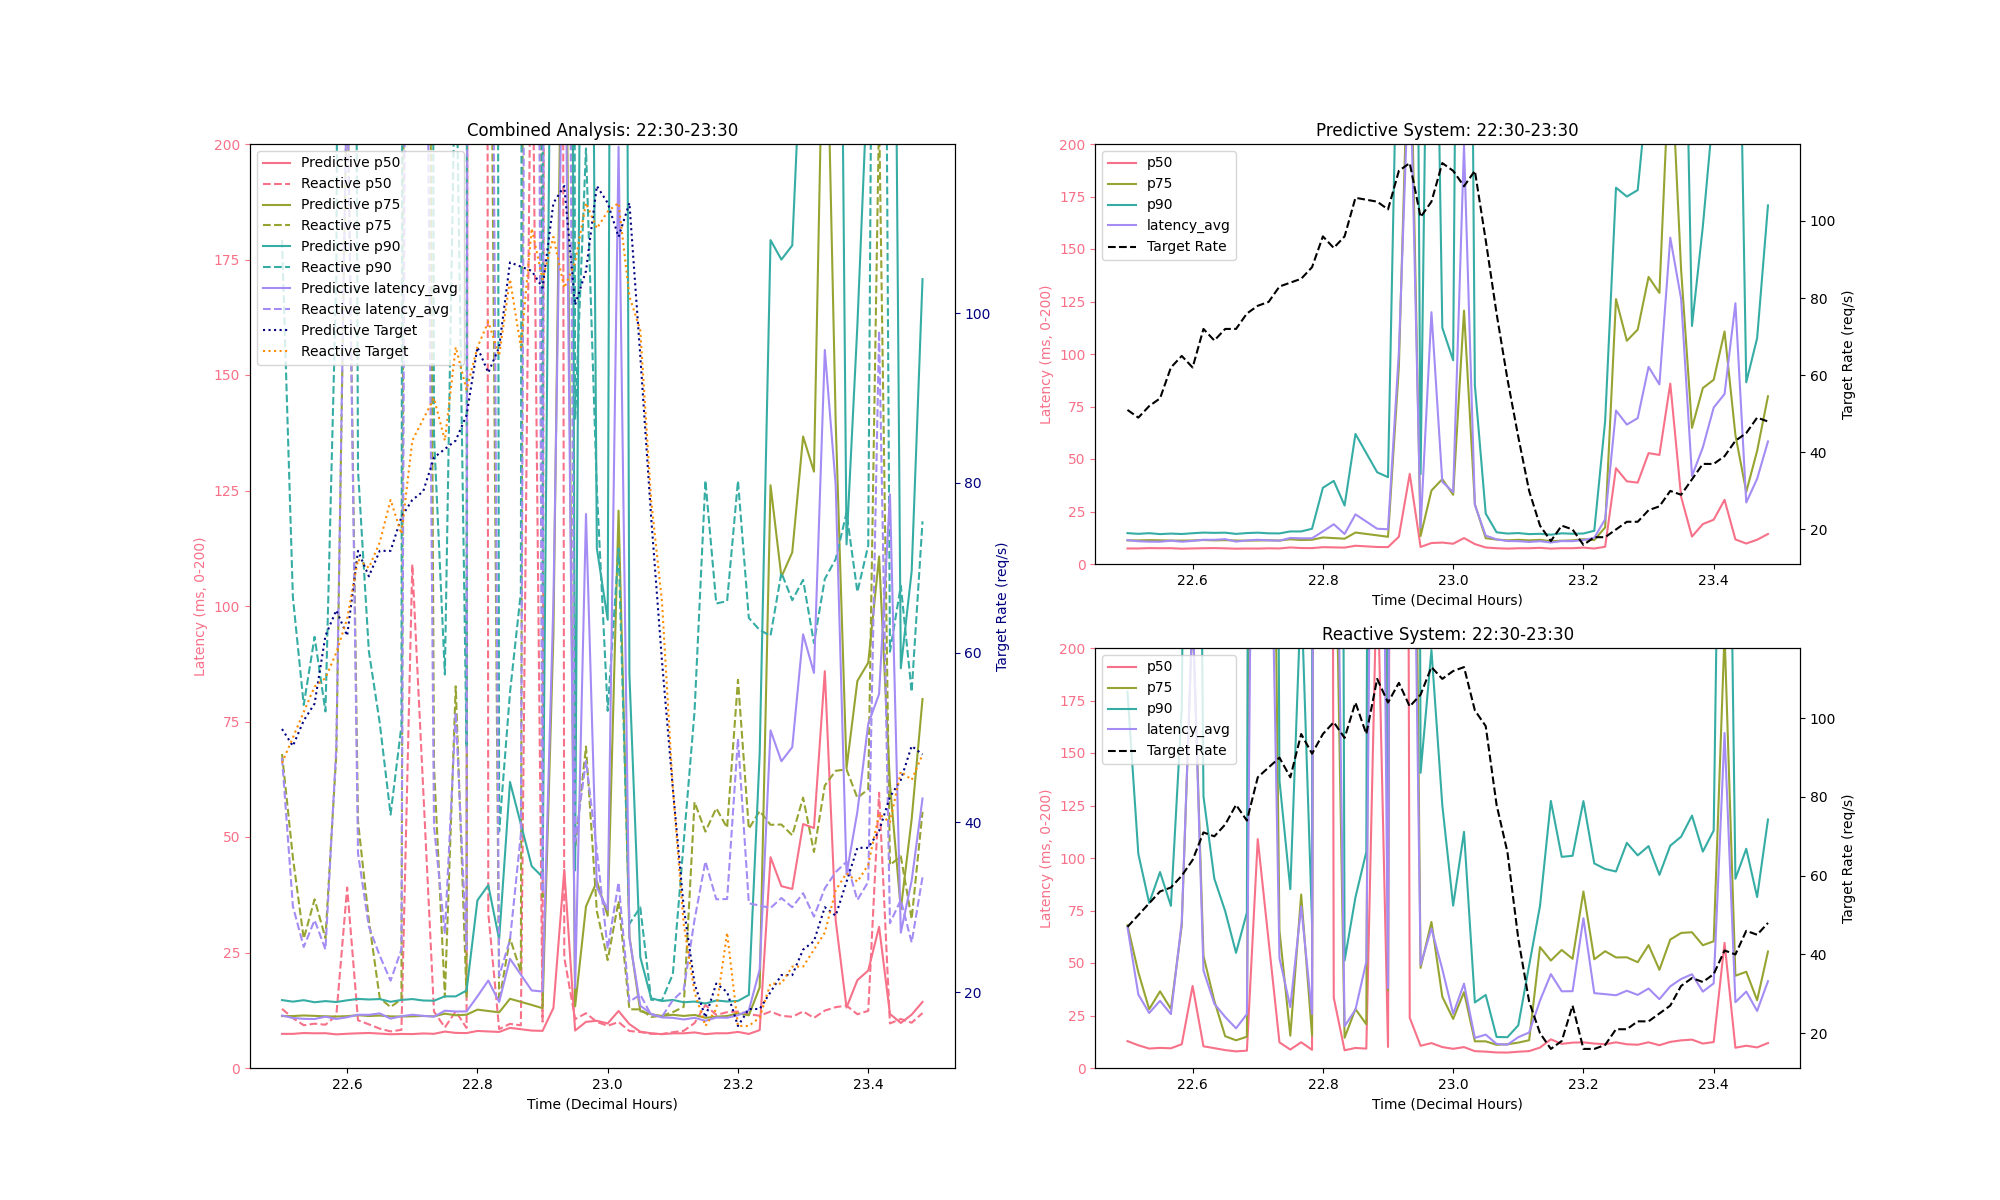 Combined Analysis: 22:30-23:30
200
175
150
125
100
75
50
25
0
Latency (ms, 0-200)
Predictive p50
Reactive p50
Predictive p75
Reactive p75
Predictive p90
Reactive p90
Predictive latency_avg
Reactive latency_avg
Predictive Target
Reactive Target
100
80
60
40
20
Target Rate (req/s)
22.6 22.8 23.0 23.2 23.4
Time (Decimal Hours)
Predictive System: 22:30-23:30
200
175
150
125
100
75
50
25
0
Latency (ms, 0-200)
p50
p75
p90
latency_avg
Target Rate
100
80
60
40
20
Target Rate (req/s)
22.6 22.8 23.0 23.2 23.4
Time (Decimal Hours)
Reactive System: 22:30-23:30
200
175
150
125
100
75
50
25
0
Latency (ms, 0-200)
p50
p75
p90
latency_avg
Target Rate
100
80
60
40
20
Target Rate (req/s)
22.6 22.8 23.0 23.2 23.4
Time (Decimal Hours)